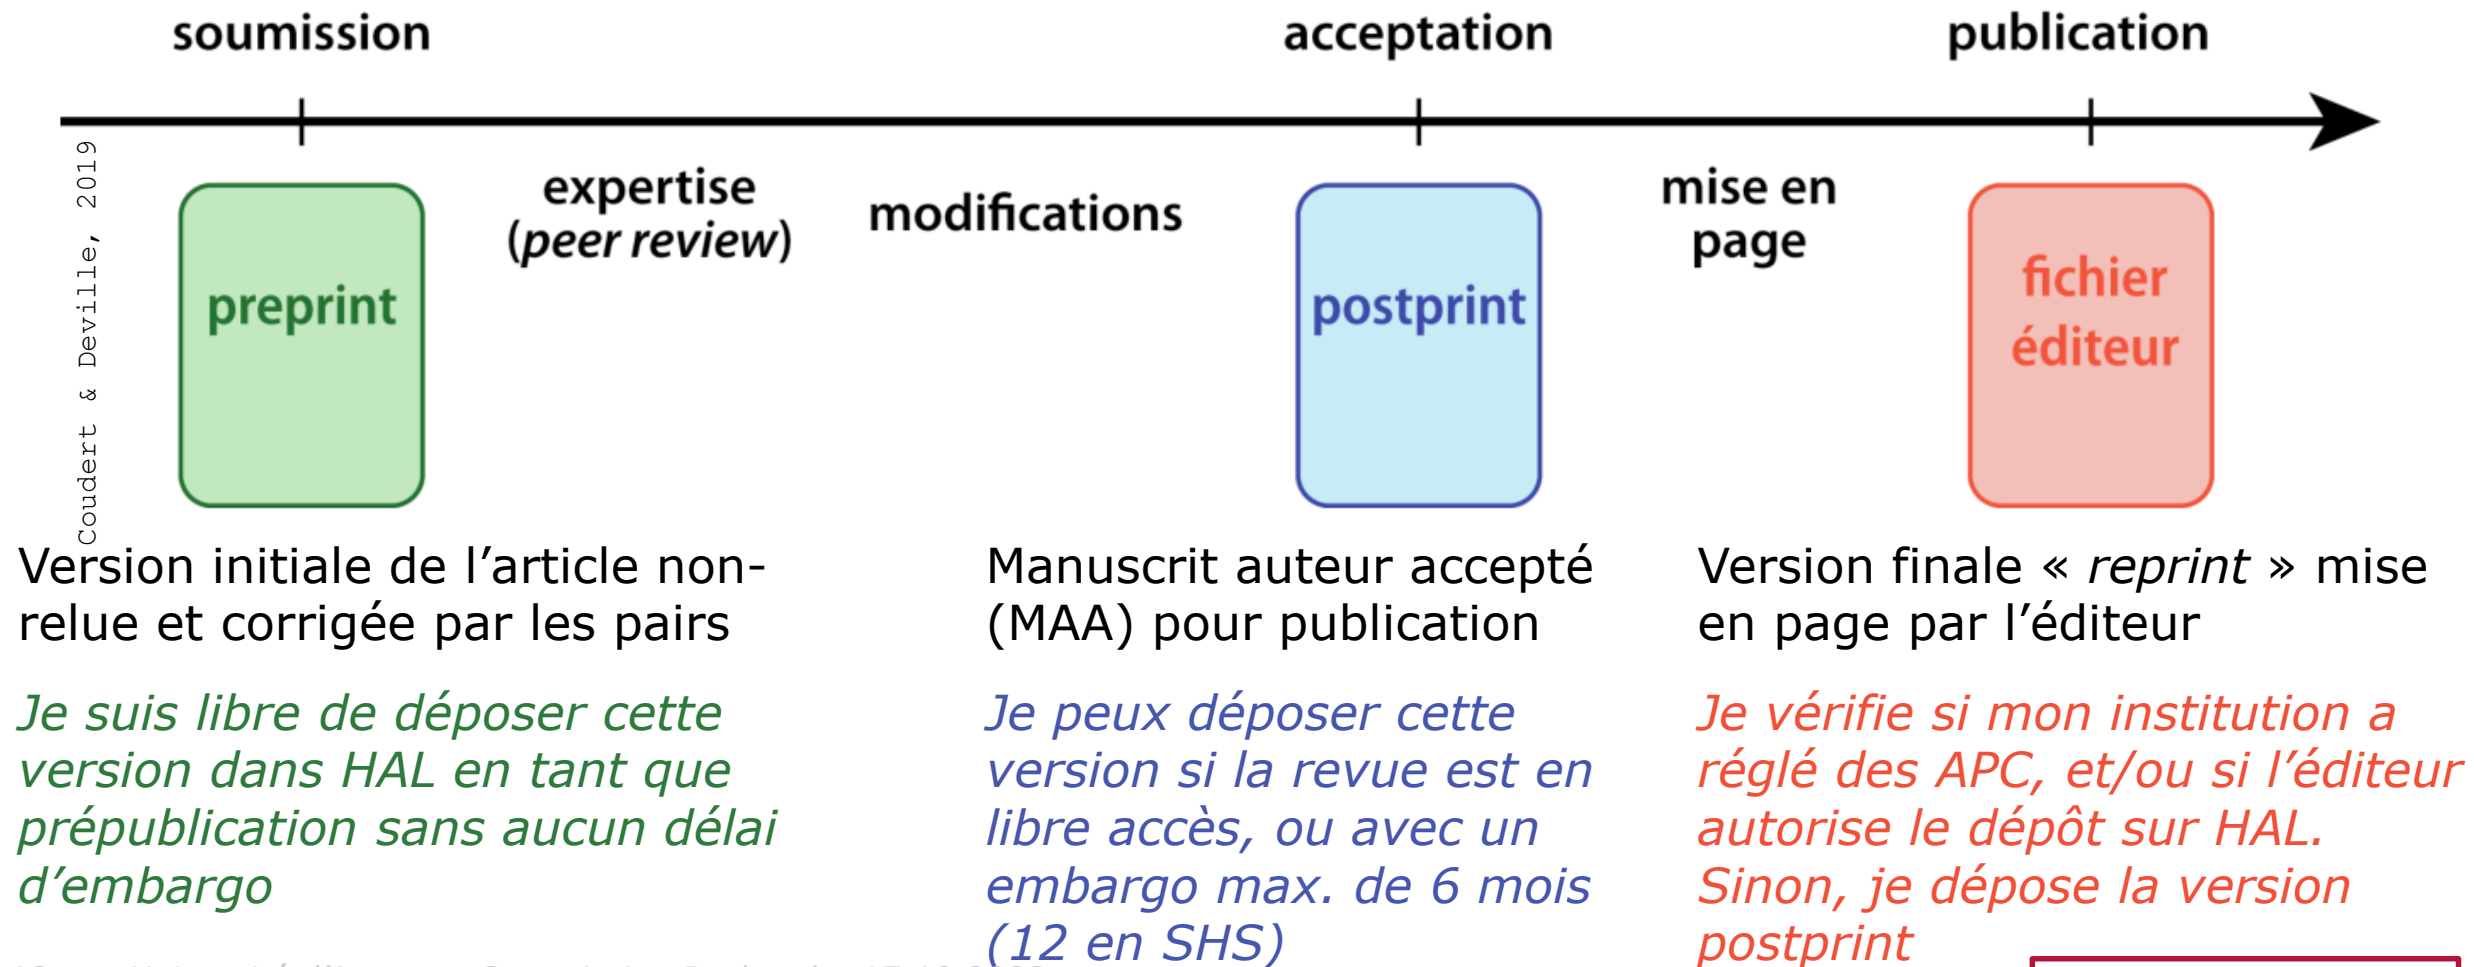 soumission
acceptation
publication
Coudert & Deville, 2019
expertise
(peer review)
modifications
mise en
page
preprint
postprint
fichier
éditeur
Version initiale de l’article non-
relue et corrigée par les pairs
Je suis libre de déposer cette
version dans HAL en tant que
prépublication sans aucun délai
d’embargo
Manuscrit auteur accepté
(MAA) pour publication
Je peux déposer cette
version si la revue est en
libre accès, ou avec un
embargo max. de 6 mois
(12 en SHS)
Version finale « reprint » mise
en page par l’éditeur
Je vérifie si mon institution a
réglé des APC, et/ou si l’éditeur
autorise le dépôt sur HAL.
Sinon, je dépose la version
postprint